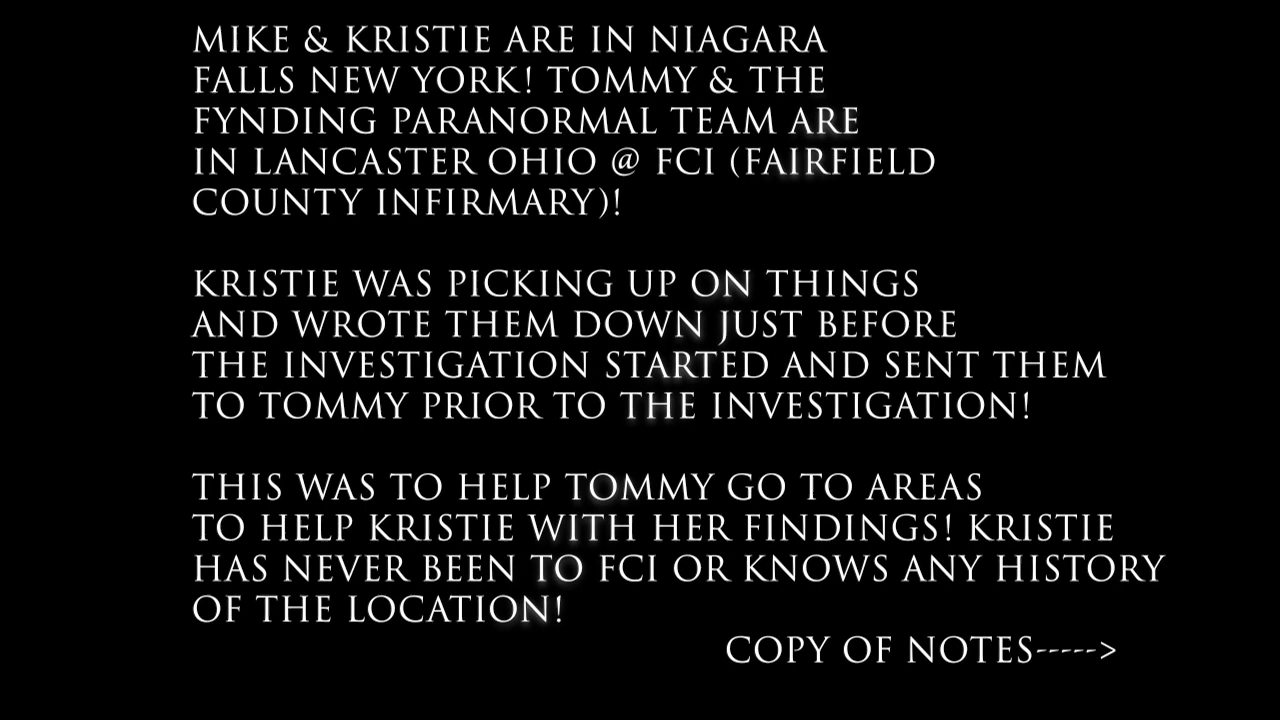 MIKE & KRISTIE ARE IN NIAGARA
FALLS NEW YORK! TOMMY & THE
FYNDING PARANORMAL TEAM ARE
IN LANCASTER OHIO @ FCI (FAIRFIELD
COUNTY INFIRMARY)!
KRISTIE WAS PICKING UP ON THINGS
AND WROTE THEM DOWN JUST BEFORE
THE INVESTIGATION STARTED AND SENT THEM
TO TOMMY PRIOR TO THE INVESTIGATION!
THIS WAS TO HELP TOMMY GO TO AREAS
TO HELP KRISTIE WITH HER FINDINGS! KRISTIE
HAS NEVER BEEN TO FCI OR KNOWS ANY HISTORY
OF THE LOCATION!
COPY OF NOTES----->